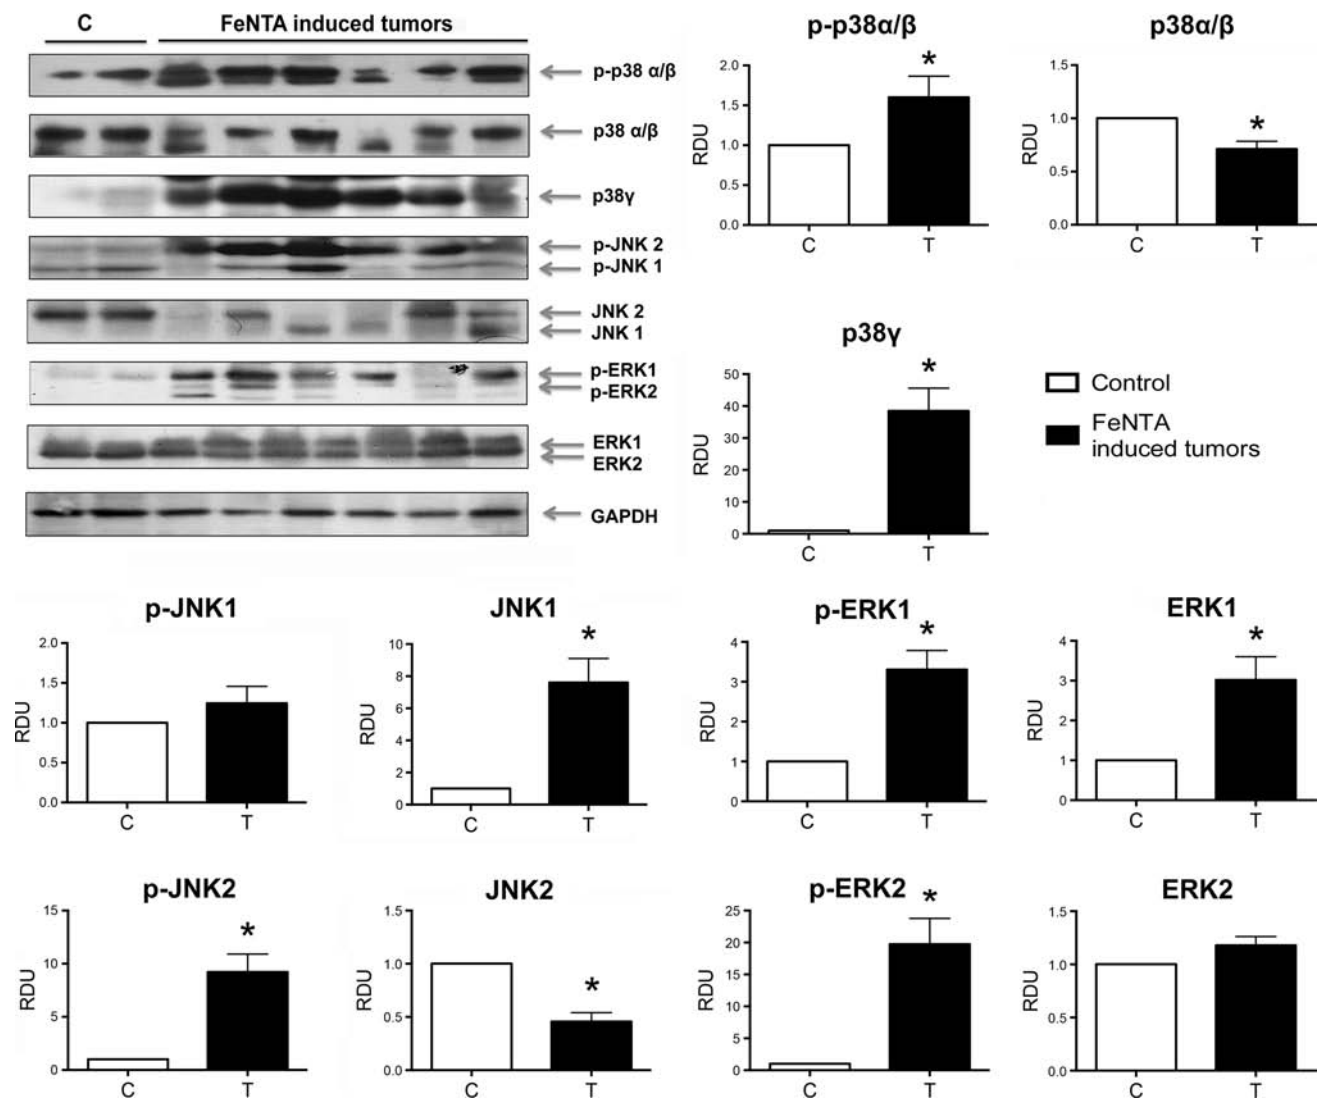 C
FeNTA induced tumors
p-p38 α/β
p38 α/β
p38γ
p-JNK 2
p-JNK 1
JNK 2
JNK 1
p-ERK1
p-ERK2
ERK1
ERK2
GAPDH
p-p38α/β
*
2.0
1.5
1.0
0.5
0.0
RDU
C
T
p38α/β
*
1.5
1.0
0.5
0.0
RDU
C
T
p38γ
*
50
40
30
20
10
0
RDU
C
T
Control
FeNTA
induced tumors
p-JNK1
2.0
1.5
1.0
0.5
0.0
RDU
C
T
JNK1
*
10
8
6
4
2
0
RDU
C
T
p-ERK1
*
4
3
2
1
0
RDU
C
T
ERK1
*
4
3
2
1
0
RDU
C
T
p-JNK2
*
15
10
5
0
RDU
C
T
JNK2
*
1.5
1.0
0.5
0.0
RDU
C
T
p-ERK2
*
25
20
15
10
5
0
RDU
C
T
ERK2
1.5
1.0
0.5
0.0
RDU
C
T